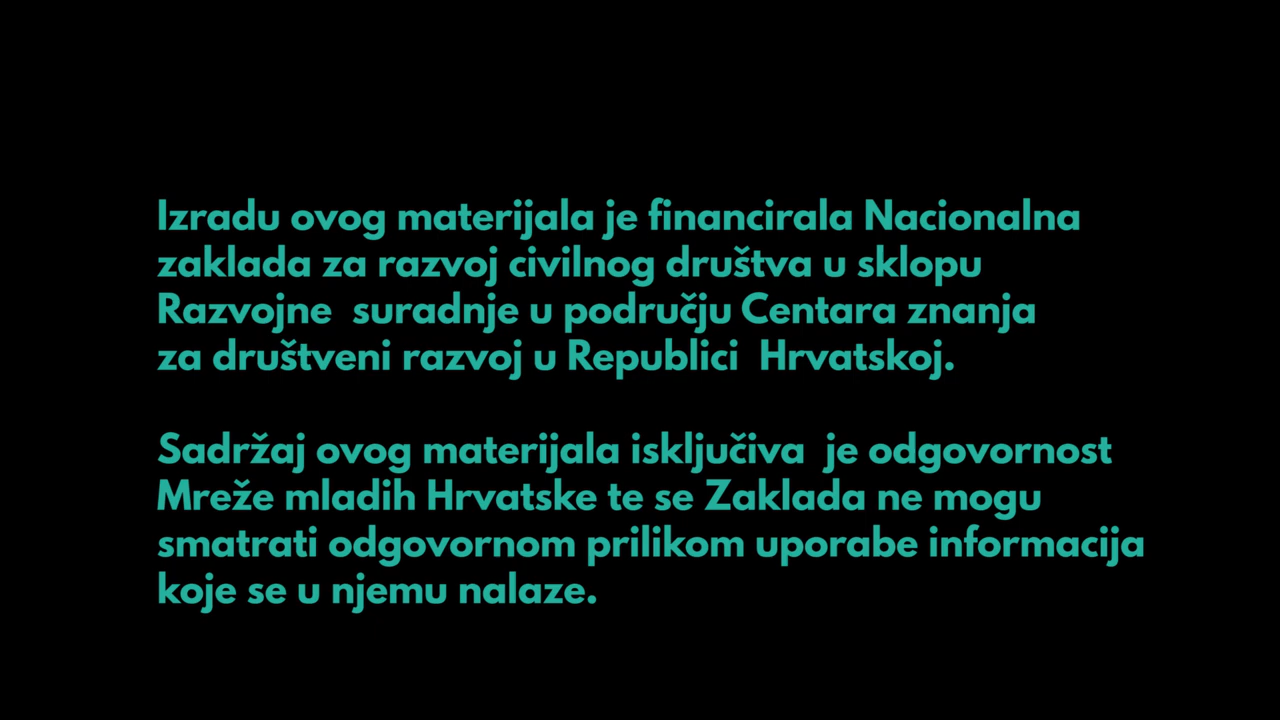 Izradu ovog materijala je financirala Nacionalna
zaklada za razvoj civilnog društva u sklopu
Razvojne  suradnje u području Centara znanja
za društveni razvoj u Republici  Hrvatskoj.
Sadržaj ovog materijala isključiva  je odgovornost
Mreže mladih Hrvatske te se Zaklada ne mogu
smatrati odgovornom prilikom uporabe informacija
koje se u njemu nalaze.